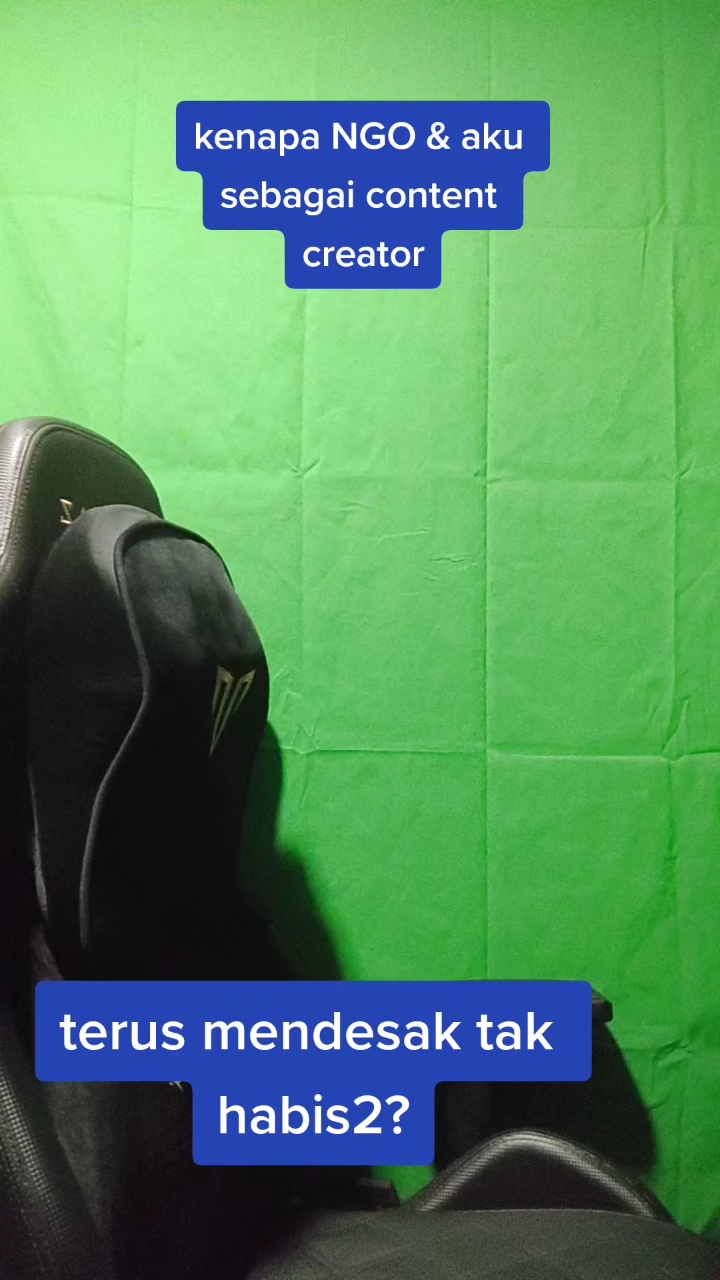 kenapa NGO & aku
sebagai content
creator
terus mendesak tak
habis2?